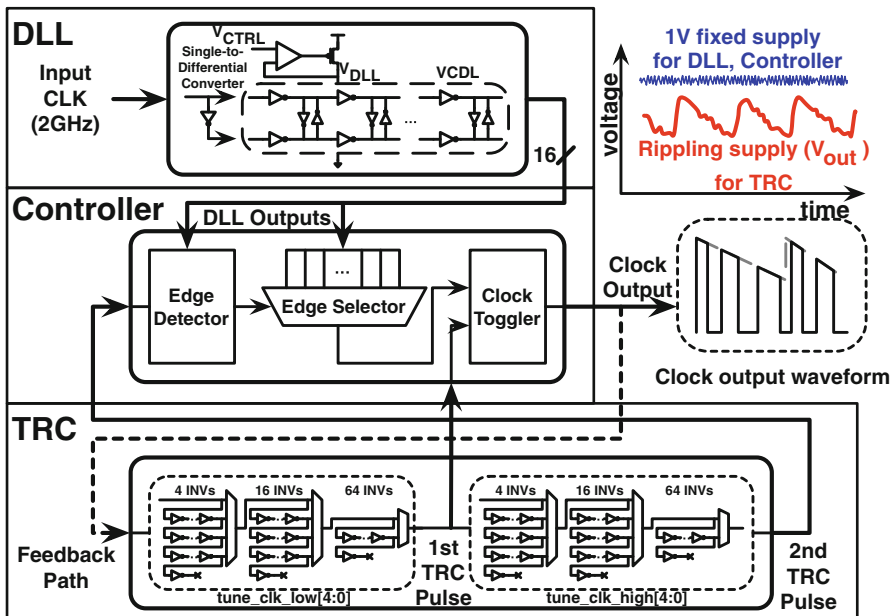 DLL
Input
CLK
(2GHz)
V_CTRL
Single-to-
Differential
Converter
V_DLL
VCDL
...
16
1V fixed supply
for DLL, Controller
voltage
Rippling supply (V_out)
for TRC
time
Controller
DLL Outputs
Edge
Detector
...
Edge Selector
Clock
Toggler
Clock
Output
Clock output waveform
TRC
4 INVs
16 INVs
64 INVs
4 INVs
16 INVs
64 INVs
Feedback
Path
1st
TRC
Pulse
2nd
TRC
Pulse
tune_clk_low[4:0]
tune_clk_high[4:0]